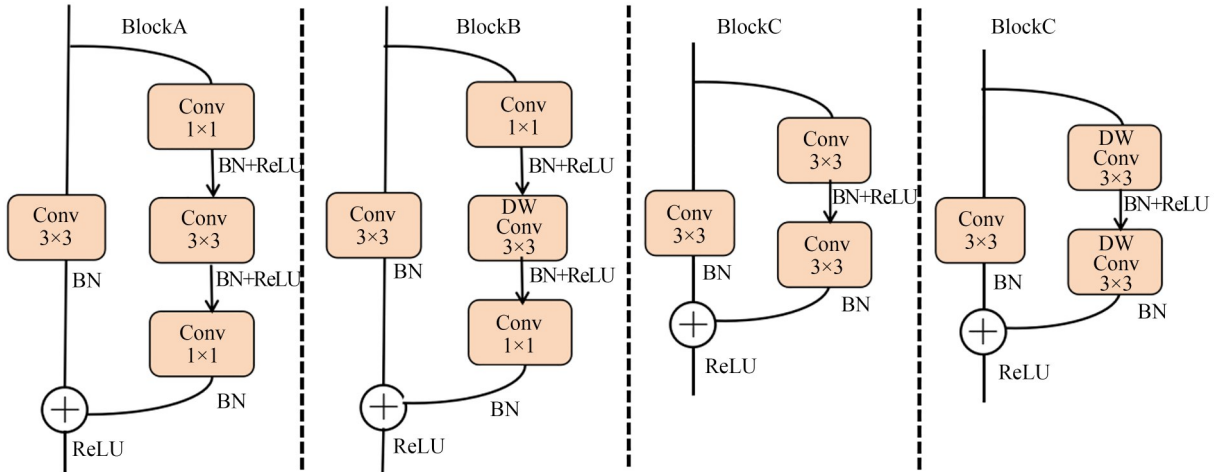 BlockA
Conv
1×1
BN+ReLU
Conv
3×3
Conv
3×3
BN
BN+ReLU
Conv
1×1
BN
ReLU
BlockB
Conv
1×1
BN+ReLU
Conv
3×3
DW
Conv
3×3
BN
BN+ReLU
Conv
1×1
BN
ReLU
BlockC
Conv
3×3
BN+ReLU
Conv
3×3
Conv
3×3
BN
BN
ReLU
BlockC
DW
Conv
3×3
BN+ReLU
Conv
3×3
DW
Conv
3×3
BN
BN
ReLU